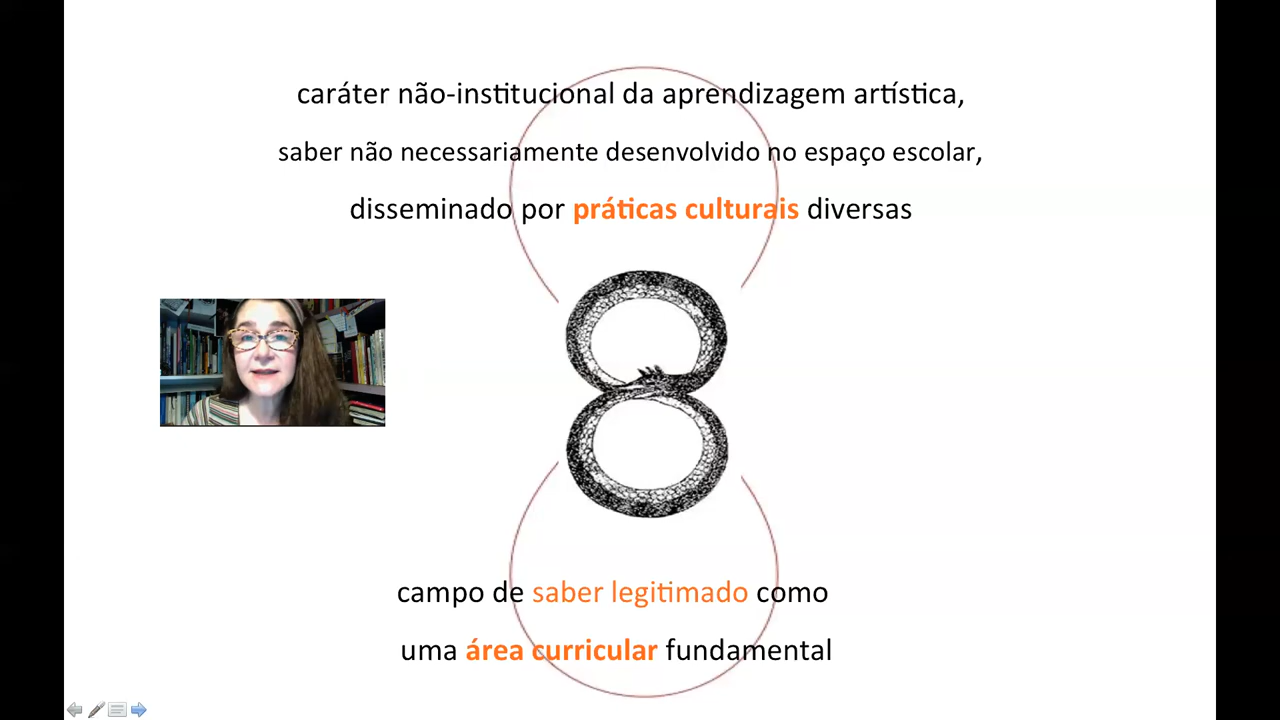 caráter não-institucional da aprendizagem artística,
saber não necessariamente desenvolvido no espaço escolar,
disseminado por práticas culturais diversas
campo de saber legitimado como
uma área curricular fundamental